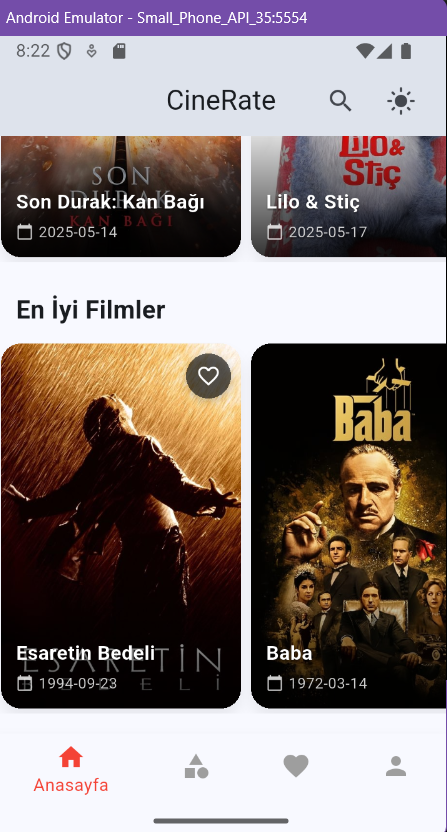 Android Emulator - Small_Phone_API_35:5554
8:22
CineRate
SON
DURAK
KAN BAĞI
Son Durak: Kan Bağı
2025-05-14
Lilo &
Stiç
Lilo & Stiç
2025-05-17
En İyi Filmler
ESARETİN
BEDELİ
Esaretin Bedeli
1994-09-23
Baba
Baba
1972-03-14
Anasayfa